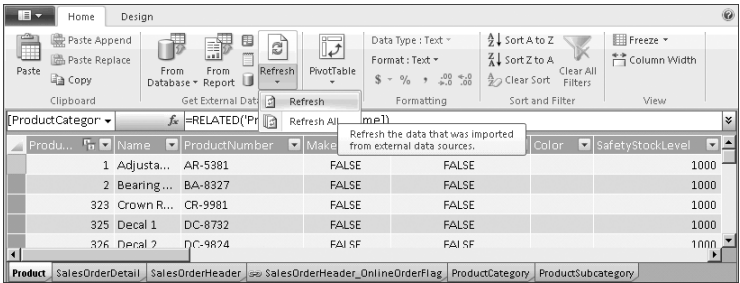 Home Design
Paste Append
Paste Replace
Copy
Paste
Clipboard
From Database
From Report
Refresh
Get External Dat
PivotTable
Data Type : Text
Format : Text
$ % , .00 .0
Formatting
Sort A to Z
Sort Z to A
Clear Sort
Clear All Filters
Sort and Filter
Freeze
Column Width
View
Refresh
Refresh All
Refresh the data that was imported
from external data sources.
[ProductCategor fx =RELATED('Pr me])
Produ... Name ProductNumber Make Color SafetyStockLevel
1 Adjusta... AR-5381 FALSE FALSE 1000
2 Bearing ... BA-8327 FALSE FALSE 1000
323 Crown R... CR-9981 FALSE FALSE 1000
325 Decal 1 DC-8732 FALSE FALSE 1000
326 Decal 2 DC-9824 FALSE FALSE 1000
Product SalesOrderDetail SalesOrderHeader SalesOrderHeader_OnlineOrderFlag ProductCategory ProductSubcategory